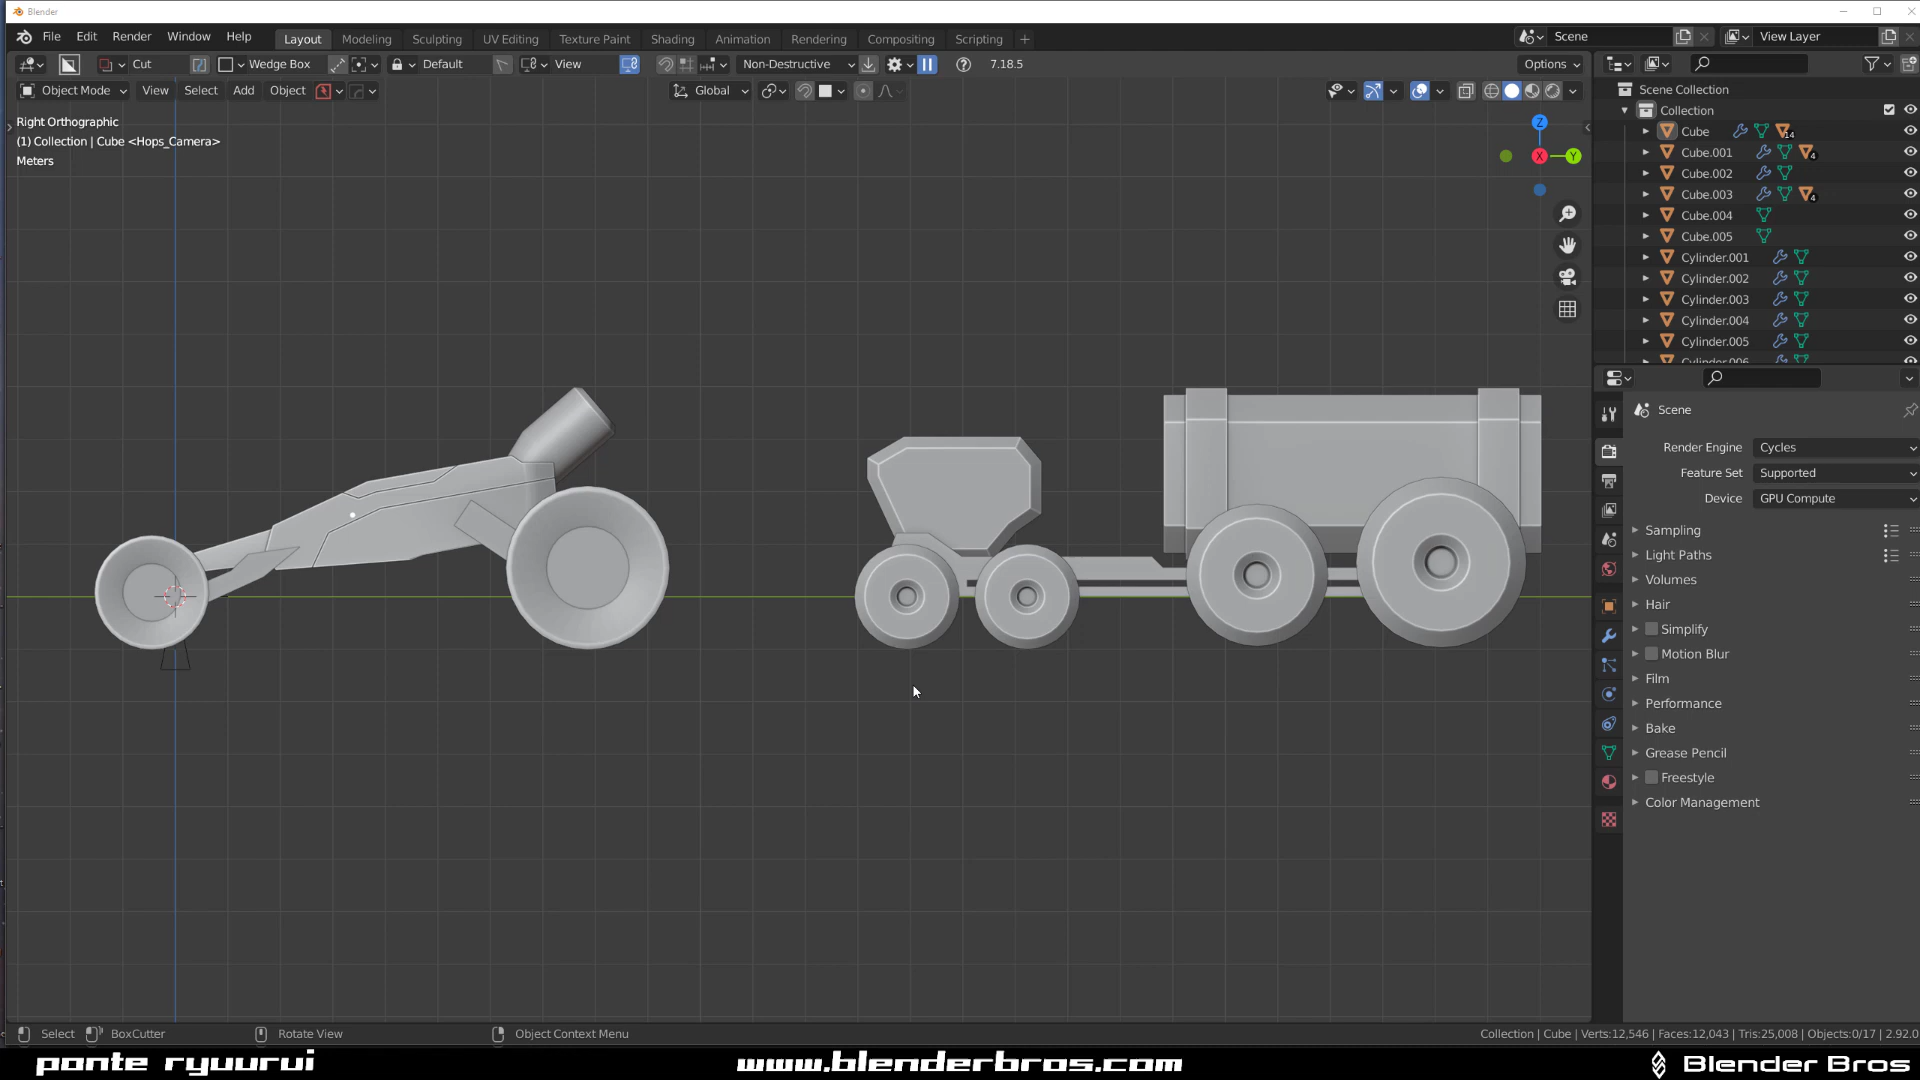 Blender
File Edit Render Window Help Layout Modeling Sculpting UV Editing Texture Paint Shading Animation Rendering Compositing Scripting + Scene View Layer
Cut Wedge Box Default View Non-Destructive 7.18.5 Options
Object Mode View Select Add Object Global
Right Orthographic
(1) Collection | Cube <Hops_Camera>
Meters
Z
X
Y
Scene Collection
Collection
Cube 14
Cube.001 4
Cube.002
Cube.003 4
Cube.004
Cube.005
Cylinder.001
Cylinder.002
Cylinder.003
Cylinder.004
Cylinder.005
Cylinder.006
Scene
Render Engine Cycles
Feature Set Supported
Device GPU Compute
Sampling
Light Paths
Volumes
Hair
Simplify
Motion Blur
Film
Performance
Bake
Grease Pencil
Freestyle
Color Management
Select BoxCutter Rotate View Object Context Menu Collection | Cube | Verts:12,546 | Faces:12,043 | Tris:25,008 | Objects:0/17 | 2.92.0
ponte ryuurui www.blenderbros.com Blender Bros